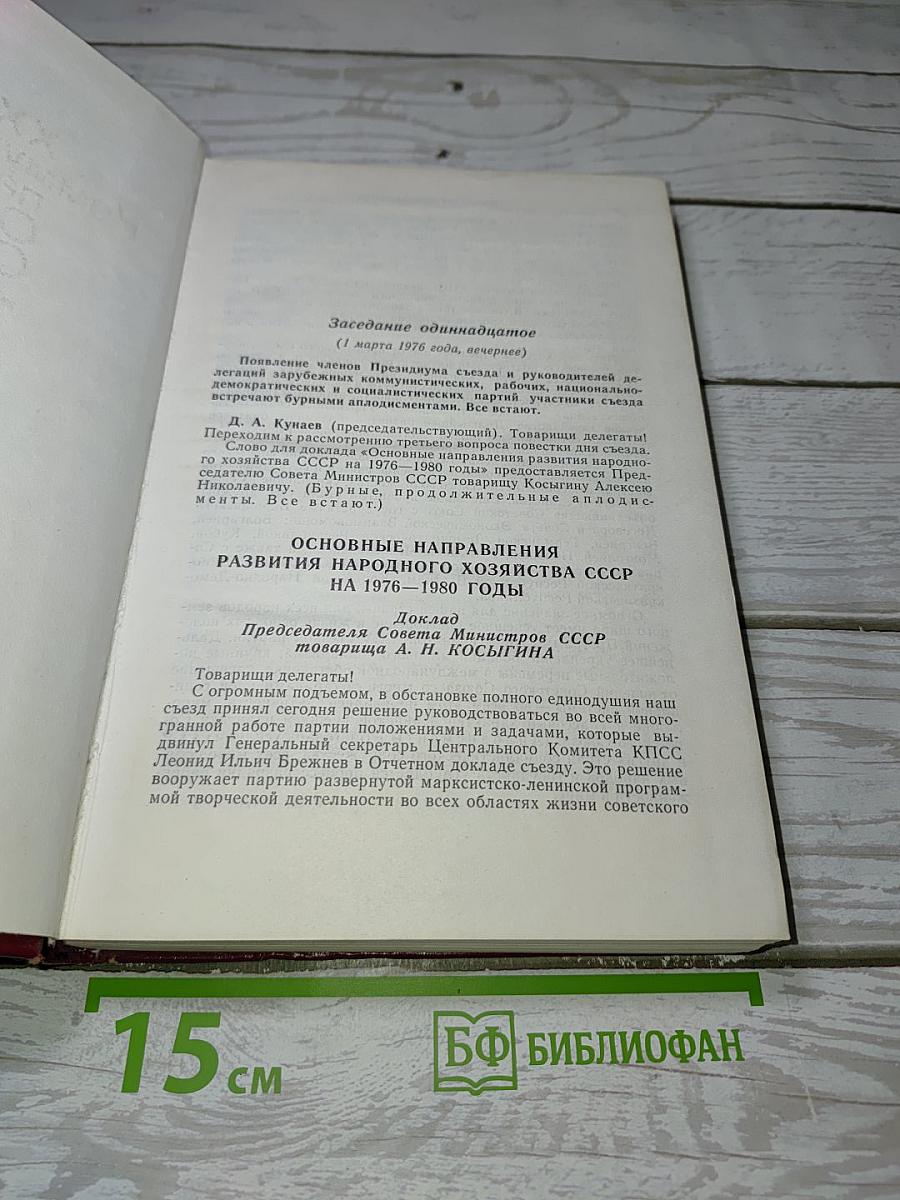 Заседание одиннадцатое
(1 марта 1976 года, вечернее)
Появление членов Президиума съезда и руководителей де-
легаций зарубежных коммунистических, рабочих, национально-
демократических и социалистических партий участники съезда
встречают бурными аплодисментами. Все встают.
Д. А. Кунаев (председательствующий). Товарищи делегаты!
Переходим к рассмотрению третьего вопроса повестки дня съезда.
Слово для доклада «Основные направления развития народно-
го хозяйства СССР на 1976—1980 годы» предоставляется Пред-
седателю Совета Министров СССР товарищу Косыгину Алексею
Николаевичу. (Бурные, продолжительные аплодис-
менты. Все встают.)
ОСНОВНЫЕ НАПРАВЛЕНИЯ
РАЗВИТИЯ НАРОДНОГО ХОЗЯЙСТВА СССР
НА 1976—1980 ГОДЫ
Доклад
Председателя Совета Министров СССР
товарища А. Н. КОСЫГИНА
Товарищи делегаты!
С огромным подъемом, в обстановке полного единодушия наш
съезд принял сегодня решение руководствоваться во всей много-
гранной работе партии положениями и задачами, которые вы-
двинул Генеральный секретарь Центрального Комитета КПСС
Леонид Ильич Брежнев в Отчетном докладе съезду. Это решение
вооружает партию развернутой марксистско-ленинской програм-
мой творческой деятельности во всех областях жизни советского
15 см
БФ БИБЛИОФАН